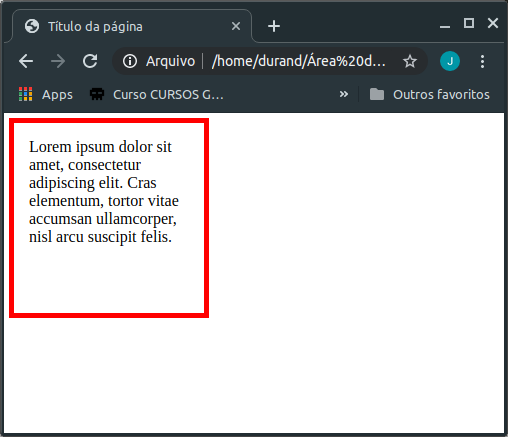 Título da página
Arquivo /home/durand/Área%20d…
J
Apps Curso CURSOS G… » Outros favoritos
Lorem ipsum dolor sit
amet, consectetur
adipiscing elit. Cras
elementum, tortor vitae
accumsan ullamcorper,
nisl arcu suscipit felis.